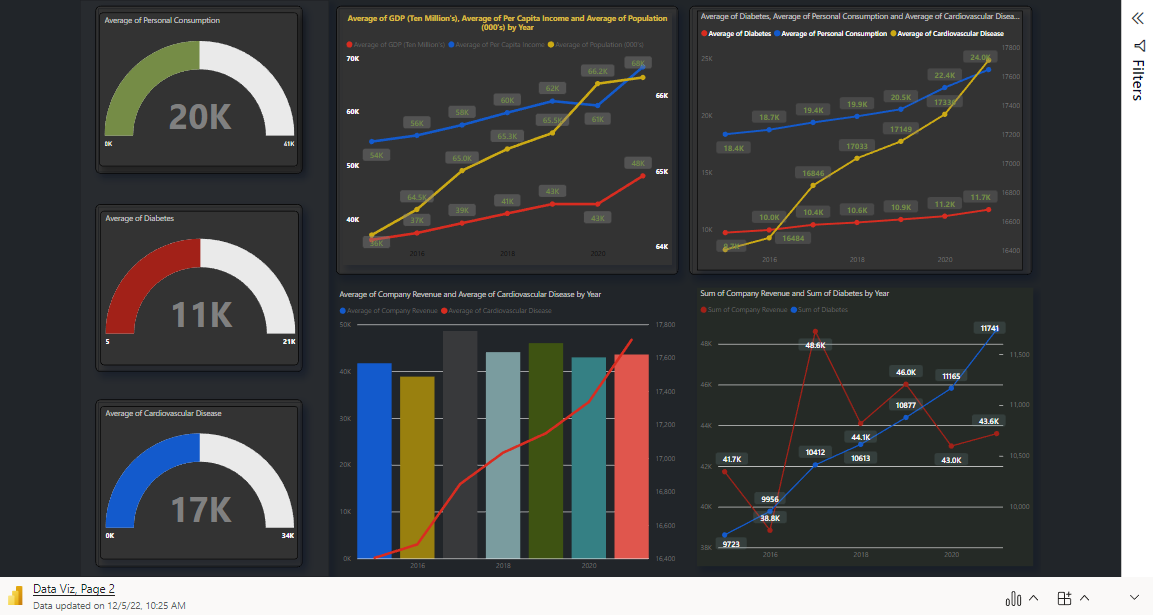 Average of Personal Consumption
20K
0K
41K
Average of Diabetes
11K
5
21K
Average of Cardiovascular Disease
17K
0K
34K
Average of GDP (Ten Million's), Average of Per Capita Income and Average of Population
(000's) by Year
Average of GDP (Ten Million's) Average of Per Capita Income Average of Population (000's)
70K
60K
50K
40K
66K
65K
64K
54K
56K
58K
60K
62K
61K
68K
64.5K
65.0K
65.3K
65.5K
66.2K
36K
37K
39K
41K
43K
43K
48K
2016
2018
2020
Average of Diabetes, Average of Personal Consumption and Average of Cardiovascular Disea...
Average of Diabetes Average of Personal Consumption Average of Cardiovascular Disease
25K
20K
15K
10K
17800
17600
17400
17200
17000
16800
16600
16400
18.4K
18.7K
19.4K
19.9K
20.5K
22.4K
24.0K
16484
16846
17033
17149
9.7K
10.0K
10.4K
10.6K
10.9K
11.2K
11.7K
2016
2018
2020
Average of Company Revenue and Average of Cardiovascular Disease by Year
Average of Company Revenue Average of Cardiovascular Disease
50K
40K
30K
20K
10K
0K
17,800
17,600
17,400
17,200
17,000
16,800
16,600
16,400
2016
2018
2020
Sum of Company Revenue and Sum of Diabetes by Year
Sum of Company Revenue Sum of Diabetes
48K
46K
44K
42K
40K
38K
11,500
11,000
10,500
10,000
41.7K
38.8K
48.6K
44.1K
46.0K
43.0K
43.6K
9723
9956
10412
10613
10877
11165
11741
2016
2018
2020
Filters
Data Viz, Page 2
Data updated on 12/5/22, 10:25 AM